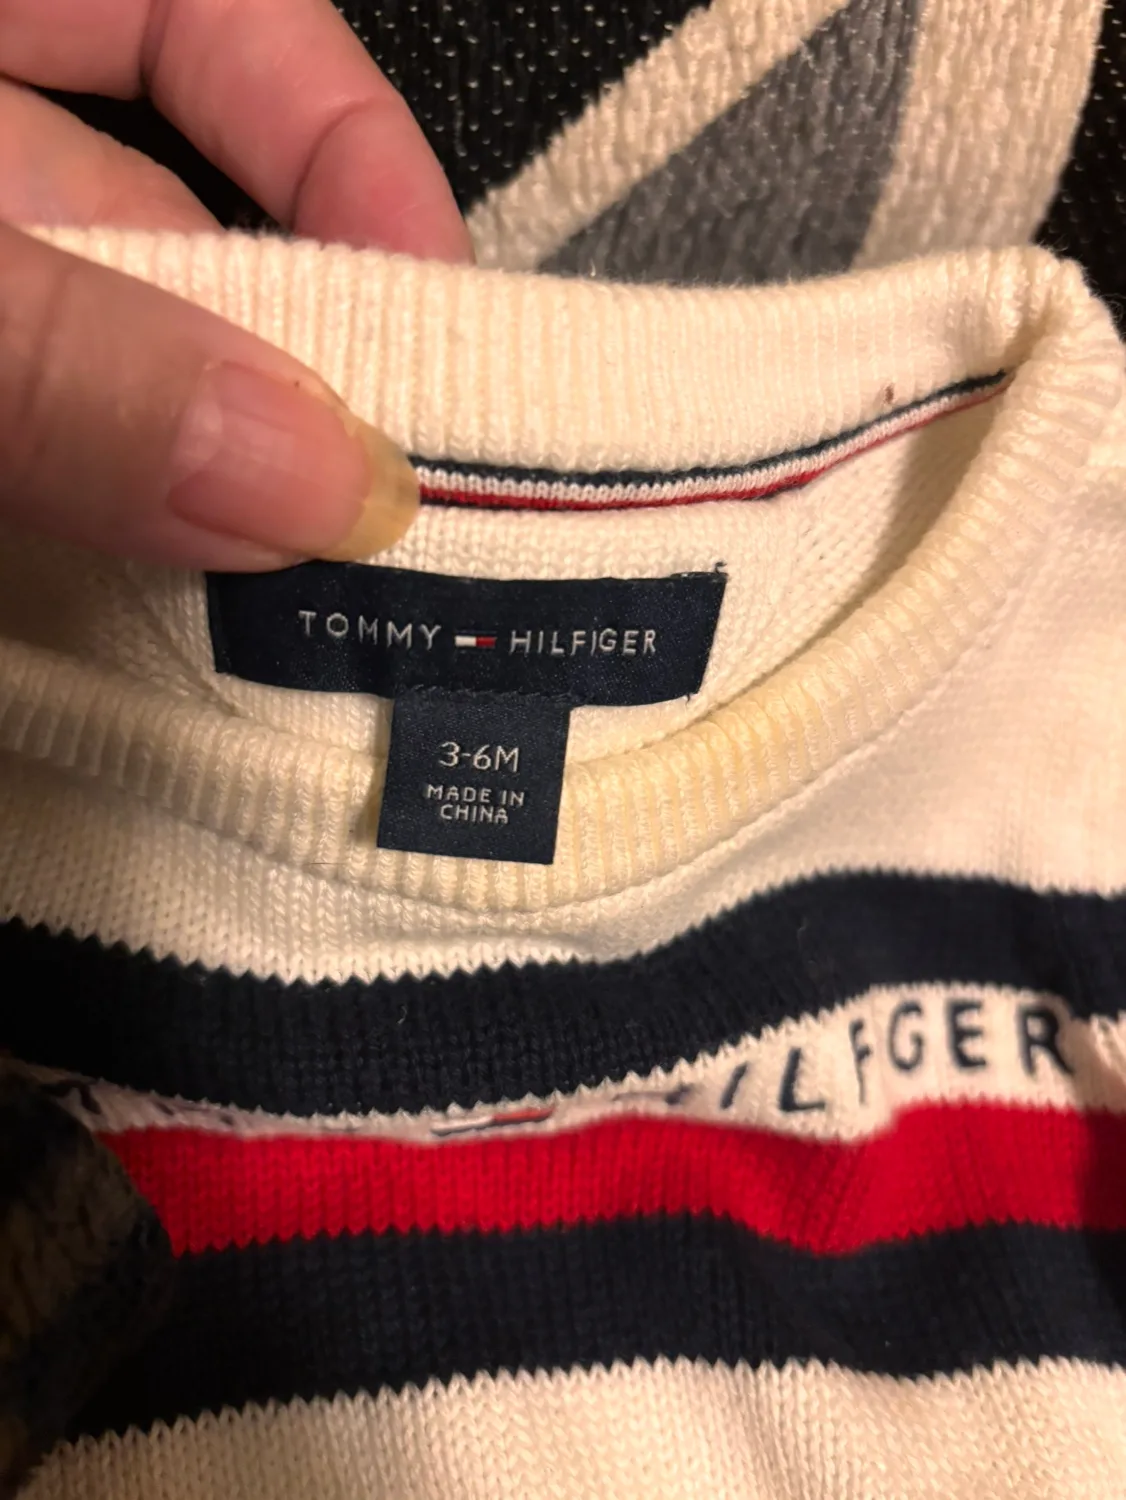 TOMMY HILFIGER
3-6M
MADE IN
CHINA
HILFGER